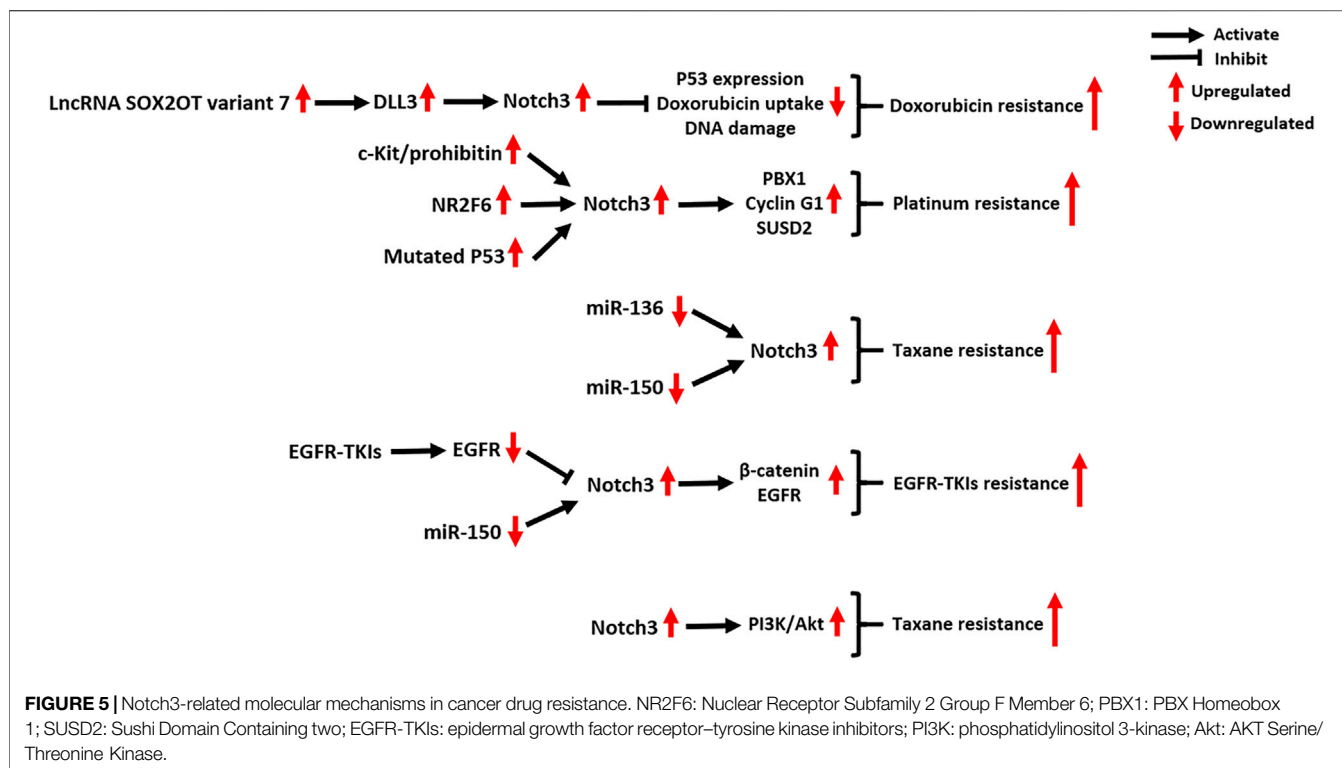 Activate
Inhibit
Upregulated
Downregulated
LncRNA SOX2OT variant 7
DLL3
Notch3
P53 expression
Doxorubicin uptake
DNA damage
Doxorubicin resistance
c-Kit/prohibitin
NR2F6
Mutated P53
Notch3
PBX1
Cyclin G1
SUSD2
Platinum resistance
miR-136
miR-150
Notch3
Taxane resistance
EGFR-TKIs
EGFR
miR-150
Notch3
β-catenin
EGFR
EGFR-TKIs resistance
Notch3
PI3K/Akt
Taxane resistance
FIGURE 5 | Notch3-related molecular mechanisms in cancer drug resistance. NR2F6: Nuclear Receptor Subfamily 2 Group F Member 6; PBX1: PBX Homeobox
1; SUSD2: Sushi Domain Containing two; EGFR-TKIs: epidermal growth factor receptor–tyrosine kinase inhibitors; PI3K: phosphatidylinositol 3-kinase; Akt: AKT Serine/
Threonine Kinase.